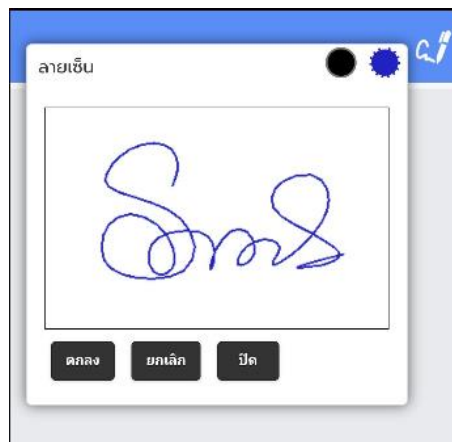 ลายเซ็น
ตกลง
ยกเลิก
ปิด